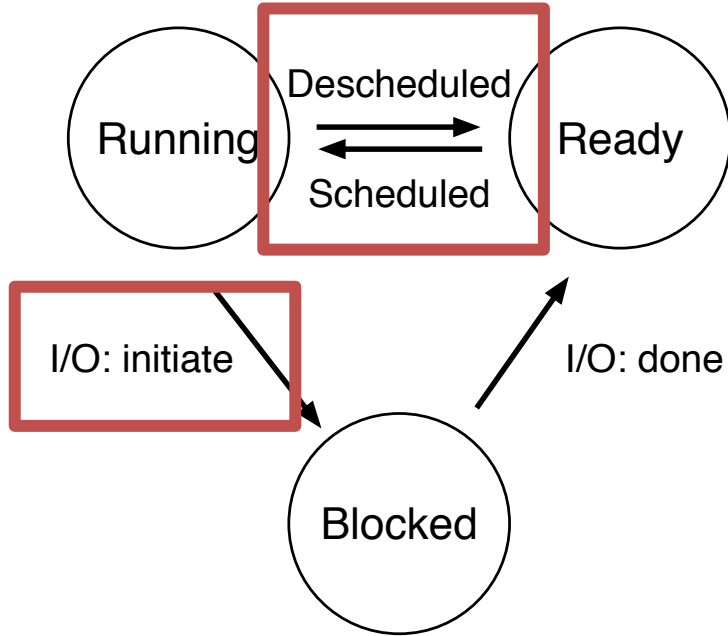 Descheduled
Running
Ready
Scheduled
I/O: initiate
I/O: done
Blocked